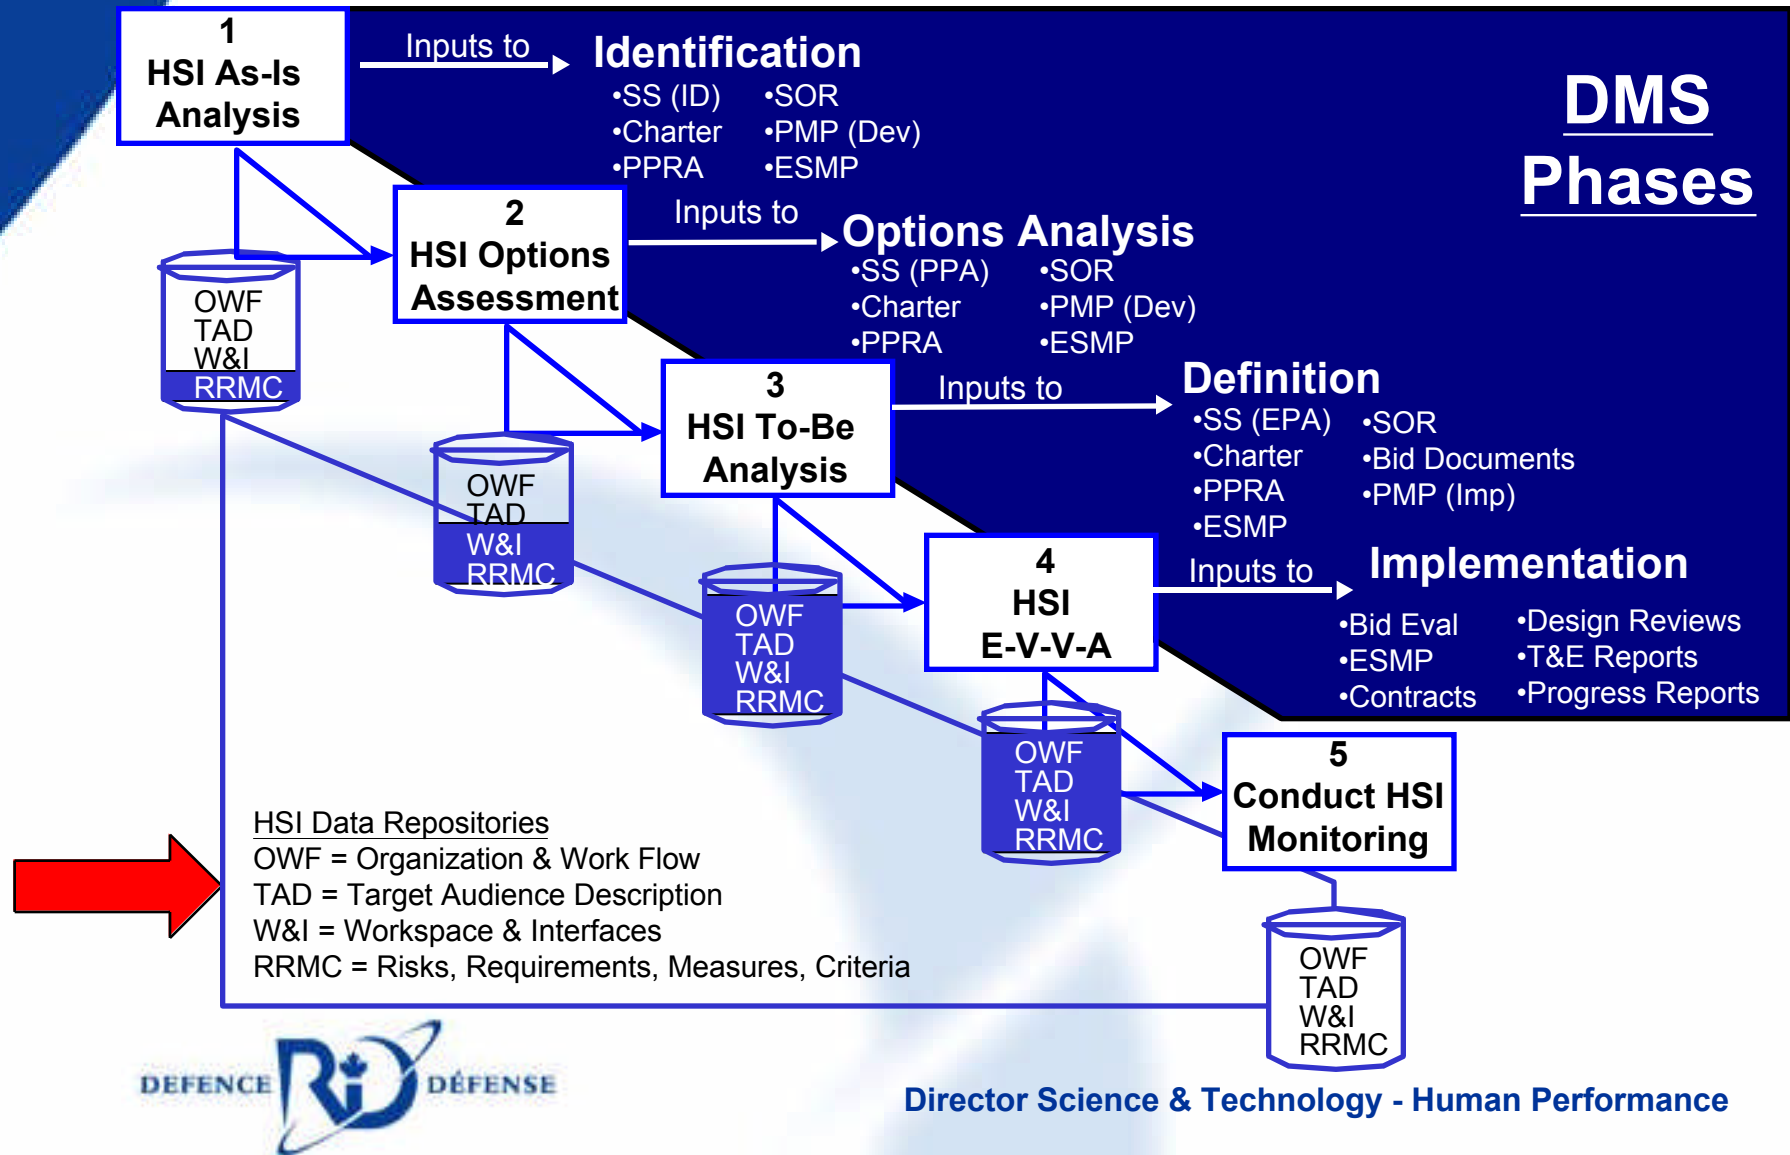 1
HSI As-Is
Analysis
Inputs to
Identification
•SS (ID)
•Charter
•PPRA
•SOR
•PMP (Dev)
•ESMP
DMS
Phases
2
HSI Options
Assessment
Inputs to
Options Analysis
•SS (PPA)
•Charter
•PPRA
•SOR
•PMP (Dev)
•ESMP
OWF
TAD
W&I
RRMC
3
HSI To-Be
Analysis
Inputs to
Definition
•SS (EPA)
•Charter
•PPRA
•ESMP
•SOR
•Bid Documents
•PMP (Imp)
OWF
TAD
W&I
RRMC
4
HSI
E-V-V-A
Inputs to
Implementation
•Bid Eval
•ESMP
•Contracts
•Design Reviews
•T&E Reports
•Progress Reports
OWF
TAD
W&I
RRMC
5
Conduct HSI
Monitoring
OWF
TAD
W&I
RRMC
HSI Data Repositories
OWF = Organization & Work Flow
TAD = Target Audience Description
W&I = Workspace & Interfaces
RRMC = Risks, Requirements, Measures, Criteria
OWF
TAD
W&I
RRMC
DEFENCE R D DÉFENSE
Director Science & Technology - Human Performance